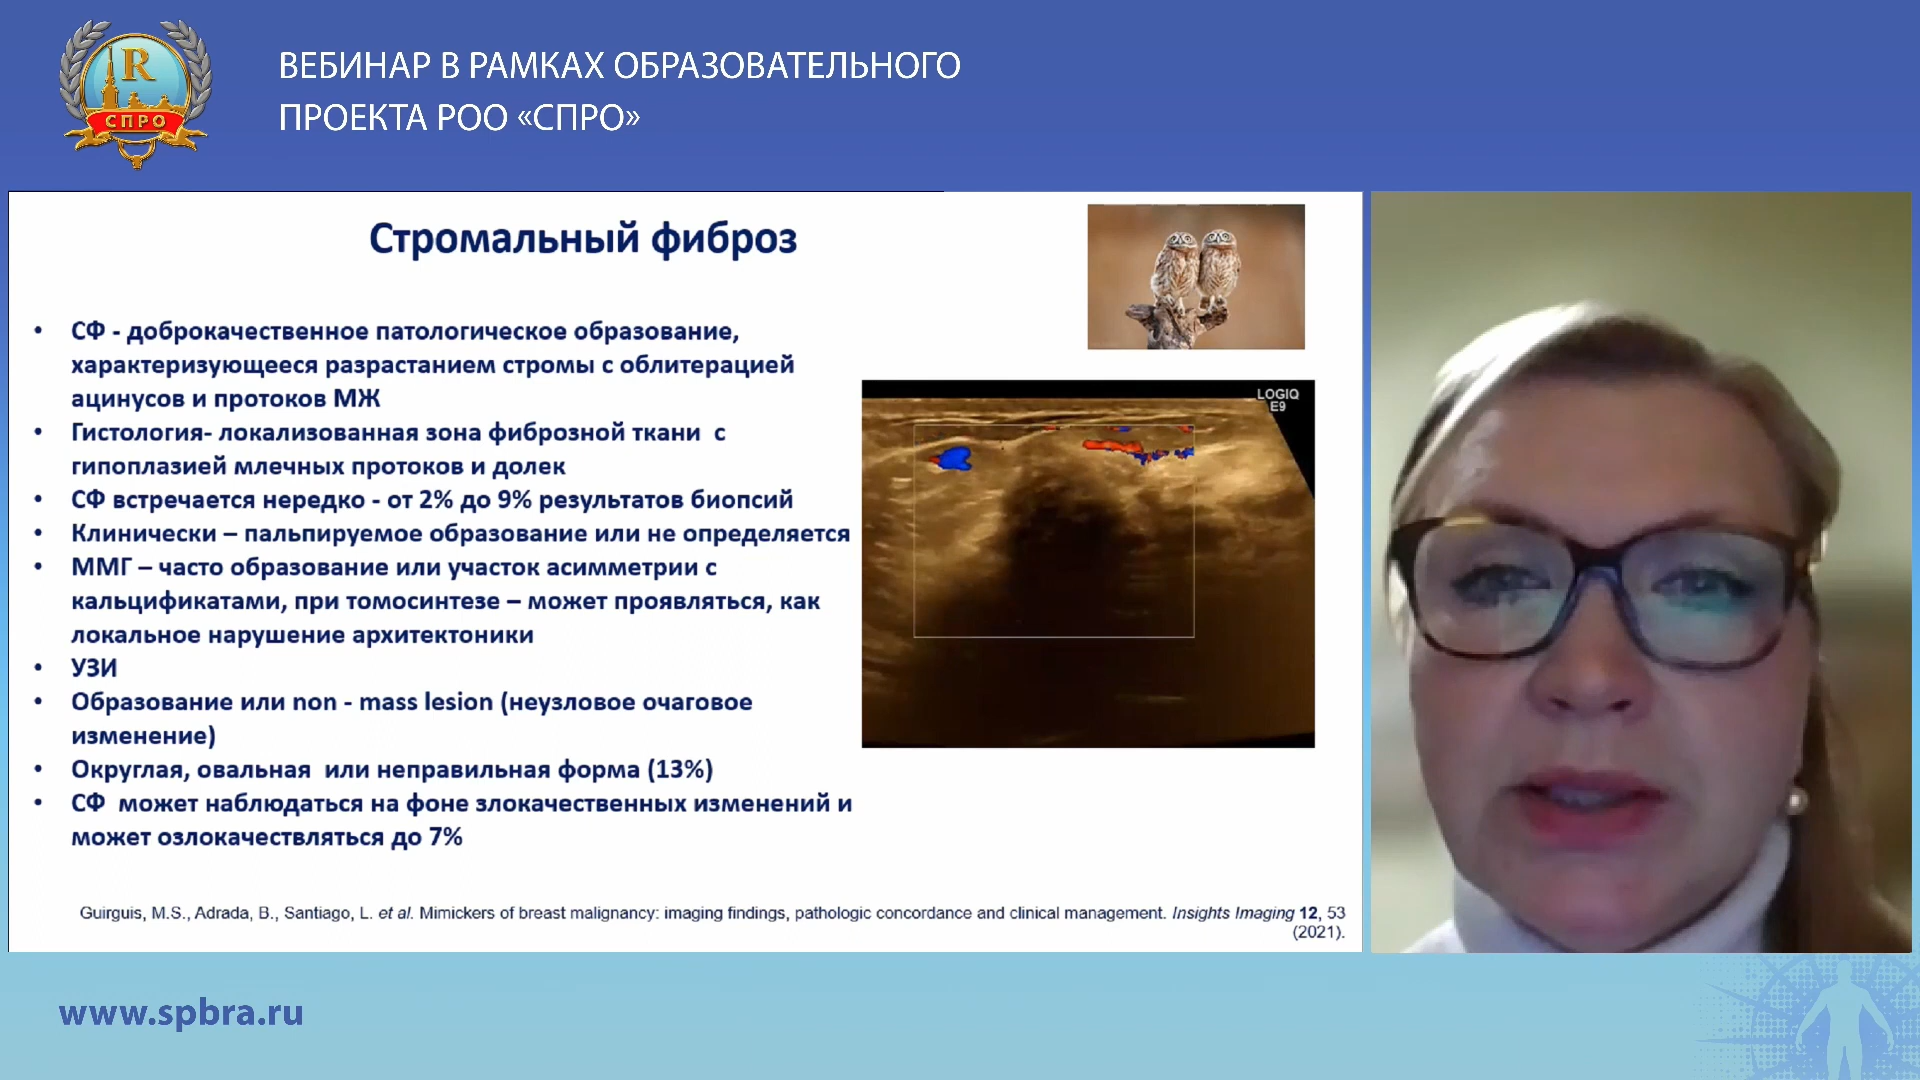 R
СПРО
ВЕБИНАР В РАМКАХ ОБРАЗОВАТЕЛЬНОГО
ПРОЕКТА РОО «СПРО»
Стромальный фиброз
• СФ - доброкачественное патологическое образование,
характеризующееся разрастанием стромы с облитерацией
ацинусов и протоков МЖ
• Гистология- локализованная зона фиброзной ткани с
гипоплазией млечных протоков и долек
• СФ встречается нередко - от 2% до 9% результатов биопсий
• Клинически – пальпируемое образование или не определяется
• ММГ – часто образование или участок асимметрии с
кальцификатами, при томосинтезе – может проявляться, как
локальное нарушение архитектоники
• УЗИ
• Образование или non - mass lesion (неузловое очаговое
изменение)
• Округлая, овальная или неправильная форма (13%)
• СФ может наблюдаться на фоне злокачественных изменений и
может озлокачествляться до 7%
LOGIQ
E9
Guirguis, M.S., Adrada, B., Santiago, L. et al. Mimickers of breast malignancy: imaging findings, pathologic concordance and clinical management. Insights Imaging 12, 53
(2021).
www.spbra.ru